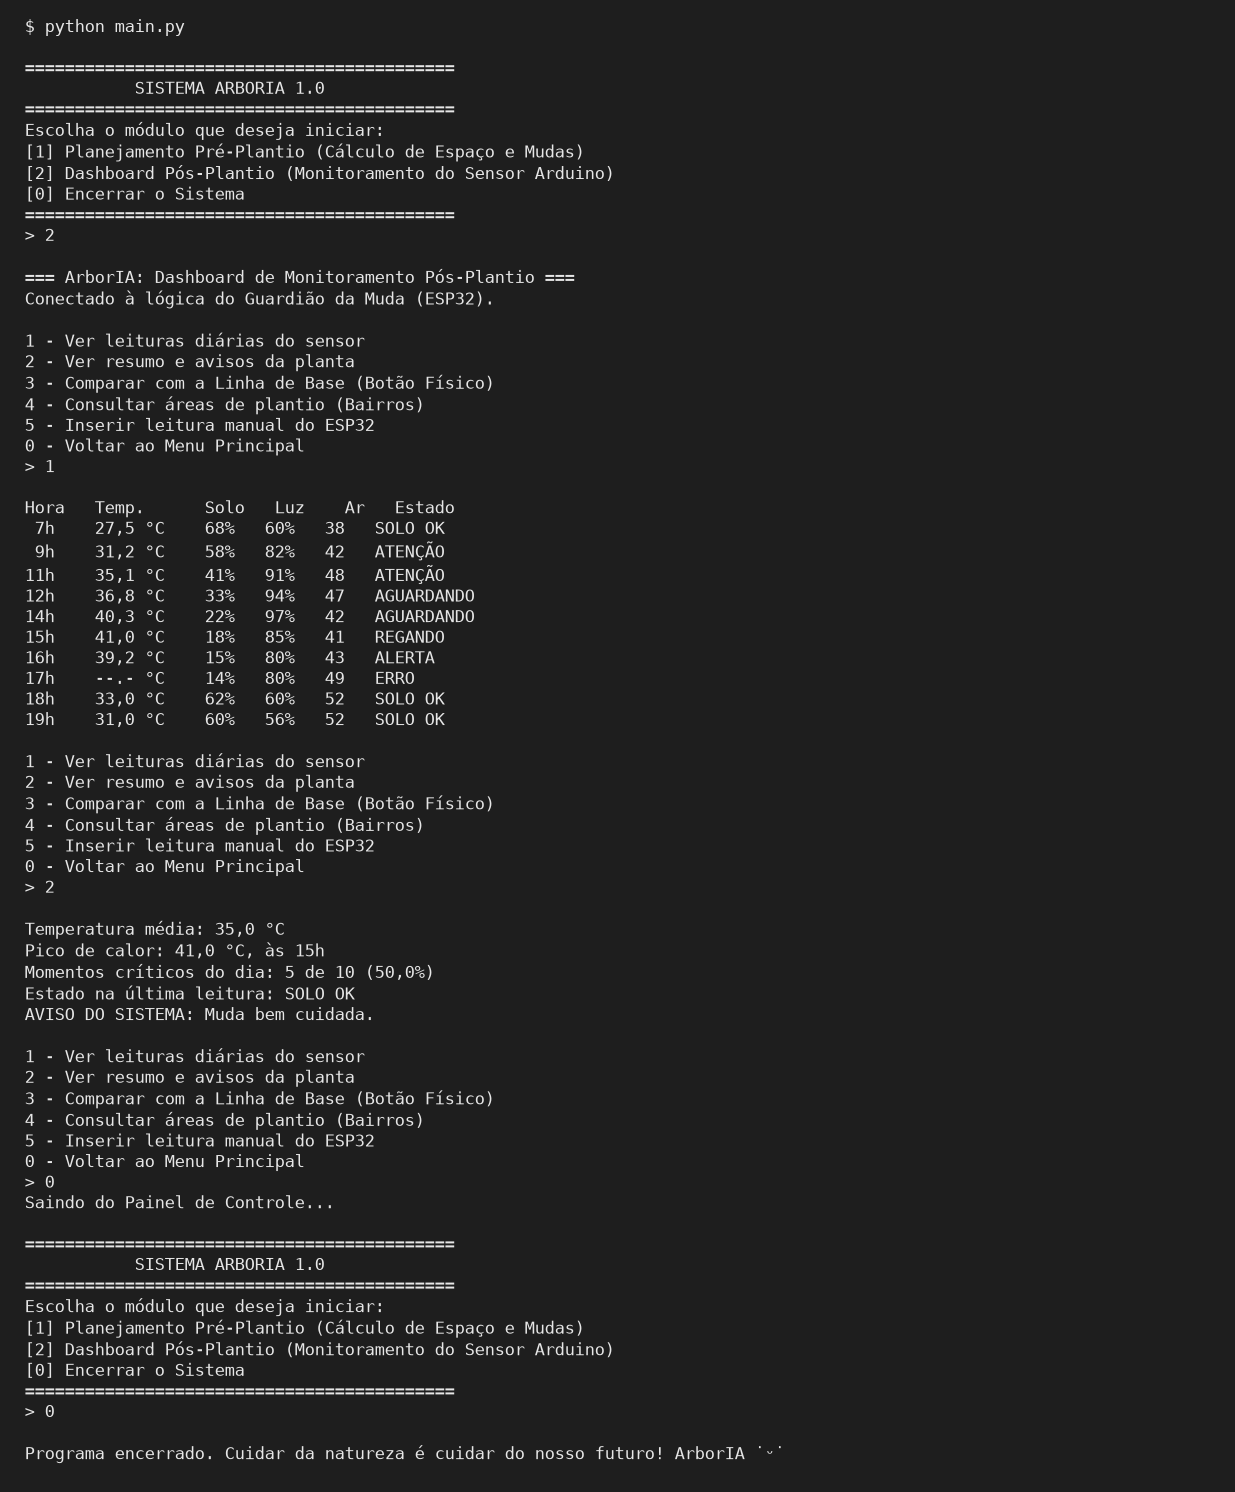 $ python main.py

===========================================
           SISTEMA ARBORIA 1.0
===========================================
Escolha o módulo que deseja iniciar:
[1] Planejamento Pré-Plantio (Cálculo de Espaço e Mudas)
[2] Dashboard Pós-Plantio (Monitoramento do Sensor Arduino)
[0] Encerrar o Sistema
===========================================
> 2

=== ArborIA: Dashboard de Monitoramento Pós-Plantio ===
Conectado à lógica do Guardião da Muda (ESP32).

1 - Ver leituras diárias do sensor
2 - Ver resumo e avisos da planta
3 - Comparar com a Linha de Base (Botão Físico)
4 - Consultar áreas de plantio (Bairros)
5 - Inserir leitura manual do ESP32
0 - Voltar ao Menu Principal
> 1

Hora   Temp.      Solo   Luz    Ar   Estado
 7h    27,5 °C    68%   60%   38   SOLO OK
 9h    31,2 °C    58%   82%   42   ATENÇÃO
11h    35,1 °C    41%   91%   48   ATENÇÃO
12h    36,8 °C    33%   94%   47   AGUARDANDO
14h    40,3 °C    22%   97%   42   AGUARDANDO
15h    41,0 °C    18%   85%   41   REGANDO
16h    39,2 °C    15%   80%   43   ALERTA
17h    --.- °C    14%   80%   49   ERRO
18h    33,0 °C    62%   60%   52   SOLO OK
19h    31,0 °C    60%   56%   52   SOLO OK

1 - Ver leituras diárias do sensor
2 - Ver resumo e avisos da planta
3 - Comparar com a Linha de Base (Botão Físico)
4 - Consultar áreas de plantio (Bairros)
5 - Inserir leitura manual do ESP32
0 - Voltar ao Menu Principal
> 2

Temperatura média: 35,0 °C
Pico de calor: 41,0 °C, às 15h
Momentos críticos do dia: 5 de 10 (50,0%)
Estado na última leitura: SOLO OK
AVISO DO SISTEMA: Muda bem cuidada.

1 - Ver leituras diárias do sensor
2 - Ver resumo e avisos da planta
3 - Comparar com a Linha de Base (Botão Físico)
4 - Consultar áreas de plantio (Bairros)
5 - Inserir leitura manual do ESP32
0 - Voltar ao Menu Principal
> 0
Saindo do Painel de Controle...

===========================================
           SISTEMA ARBORIA 1.0
===========================================
Escolha o módulo que deseja iniciar:
[1] Planejamento Pré-Plantio (Cálculo de Espaço e Mudas)
[2] Dashboard Pós-Plantio (Monitoramento do Sensor Arduino)
[0] Encerrar o Sistema
===========================================
> 0

Programa encerrado. Cuidar da natureza é cuidar do nosso futuro! ArborIA ˙ᵕ˙